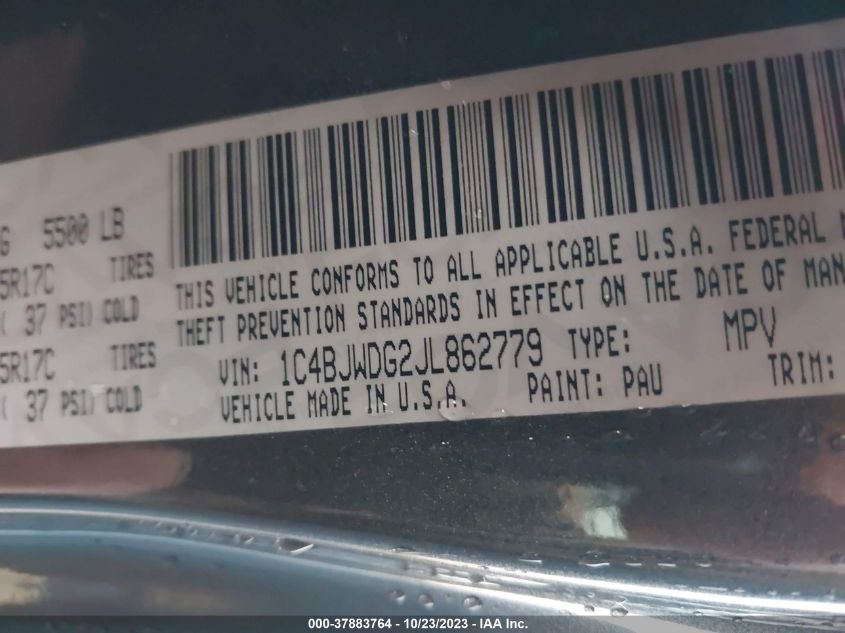 G 5500 LB
5R17C TIRES
( 37 PSI) COLD
5R17C TIRES
( 37 PSI) COLD
THIS VEHICLE CONFORMS TO ALL APPLICABLE U.S.A. FEDERAL M
THEFT PREVENTION STANDARDS IN EFFECT ON THE DATE OF MAN
VIN: 1C4BJWDG2JL862779 TYPE: MPV
VEHICLE MADE IN U.S.A. PAINT: PAU TRIM:
000-37883764 - 10/23/2023 - IAA Inc.